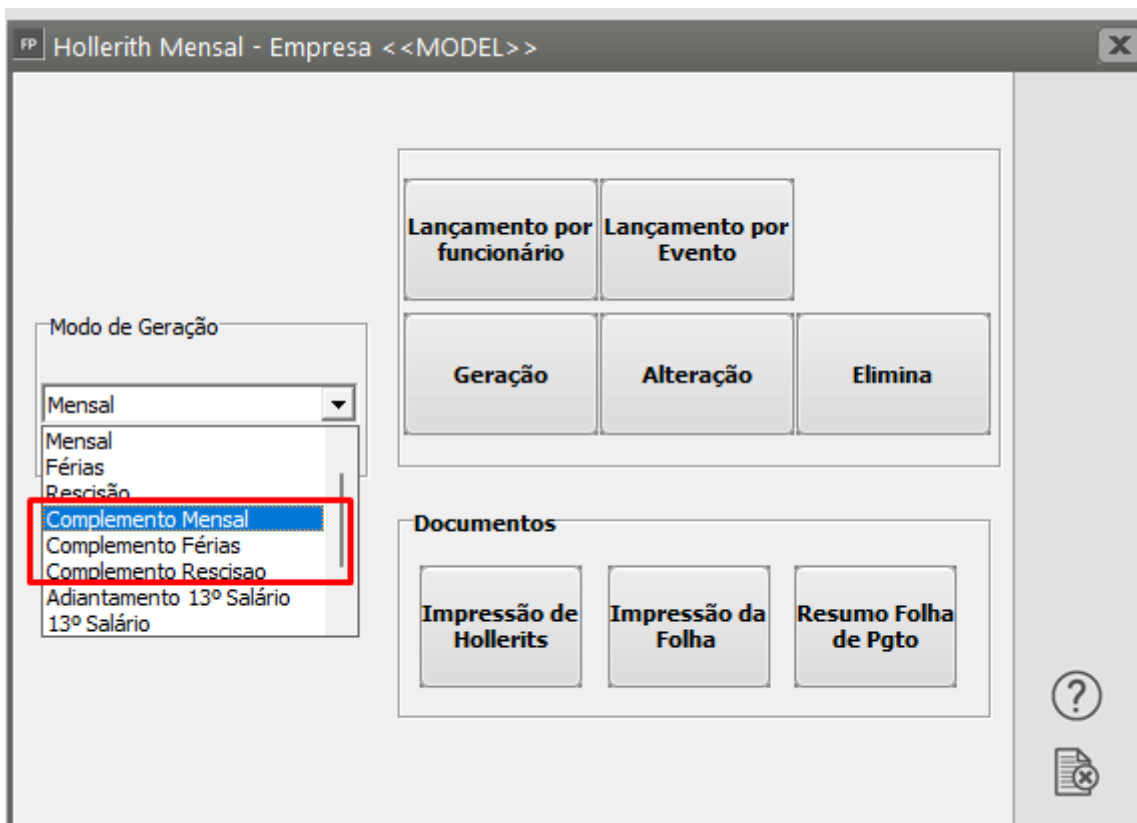 FP Hollerith Mensal - Empresa <<MODEL>>
Lançamento por
funcionário
Lançamento por
Evento
Modo de Geração
Geração
Alteração
Elimina
Mensal
Mensal
Férias
Rescisão
Complemento Mensal
Complemento Férias
Complemento Rescisao
Adiantamento 13º Salário
13º Salário
Documentos
Impressão de
Hollerits
Impressão da
Folha
Resumo Folha
de Pgto
?